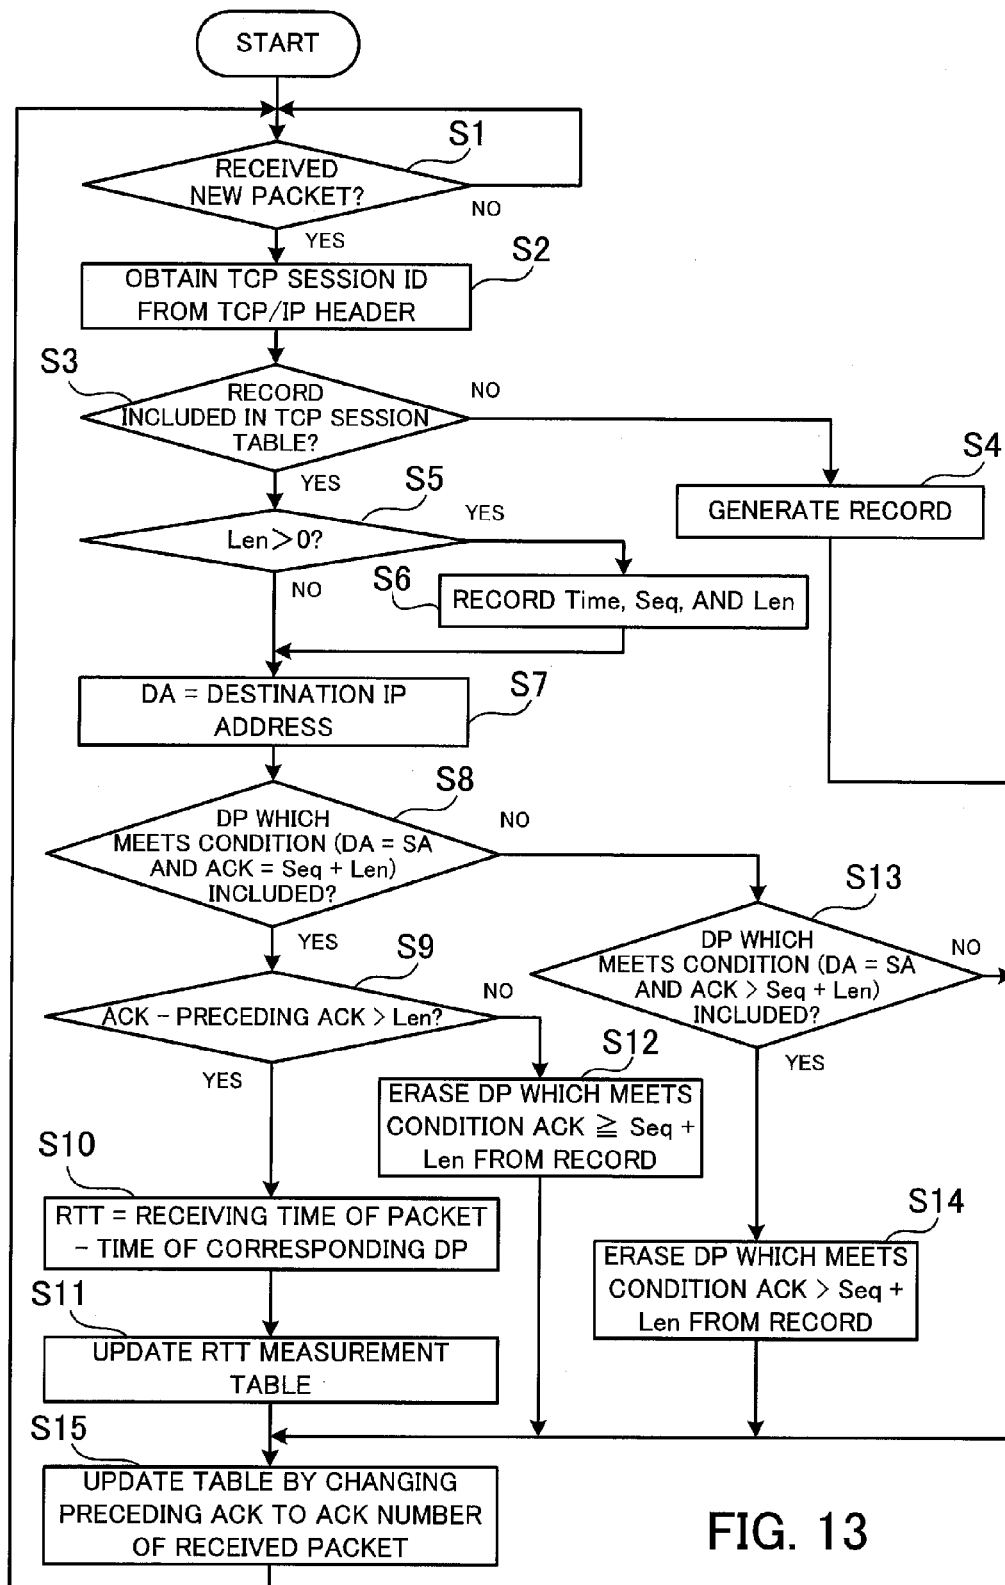 START
S1
RECEIVED
NEW PACKET?
NO
YES
S2
OBTAIN TCP SESSION ID
FROM TCP/IP HEADER
S3
RECORD
INCLUDED IN TCP SESSION
TABLE?
NO
YES
S4
GENERATE RECORD
S5
Len > 0?
YES
NO
S6
RECORD Time, Seq, AND Len
S7
DA = DESTINATION IP
ADDRESS
S8
DP WHICH
MEETS CONDITION (DA = SA
AND ACK = Seq + Len)
INCLUDED?
NO
YES
S13
DP WHICH
MEETS CONDITION (DA = SA
AND ACK > Seq + Len)
INCLUDED?
NO
YES
S9
ACK - PRECEDING ACK > Len?
NO
YES
S12
ERASE DP WHICH MEETS
CONDITION ACK ≧ Seq +
Len FROM RECORD
S10
RTT = RECEIVING TIME OF PACKET
- TIME OF CORRESPONDING DP
S14
ERASE DP WHICH MEETS
CONDITION ACK > Seq +
Len FROM RECORD
S11
UPDATE RTT MEASUREMENT
TABLE
S15
UPDATE TABLE BY CHANGING
PRECEDING ACK TO ACK NUMBER
OF RECEIVED PACKET
FIG. 13